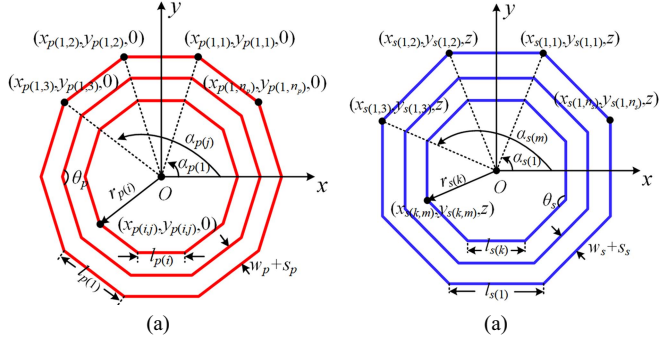 y
(x_{p(1,2)},y_{p(1,2)},0)
(x_{p(1,1)},y_{p(1,1)},0)
(x_{p(1,3)},y_{p(1,3)},0)
(x_{p(1,n_p)},y_{p(1,n_p)},0)
α_{p(j)}
α_{p(1)}
θ_p
r_{p(i)}
O
x
(x_{p(i,j)},y_{p(i,j)},0)
l_{p(i)}
w_p+s_p
l_{p(1)}
(a)
y
(x_{s(1,2)},y_{s(1,2)},z)
(x_{s(1,1)},y_{s(1,1)},z)
(x_{s(1,3)},y_{s(1,3)},z)
(x_{s(1,n_s)},y_{s(1,n_s)},z)
α_{s(m)}
α_{s(1)}
r_{s(k)}
O
x
(x_{s(k,m)},y_{s(k,m)},z)
θ_s
l_{s(k)}
w_s+s_s
l_{s(1)}
(a)